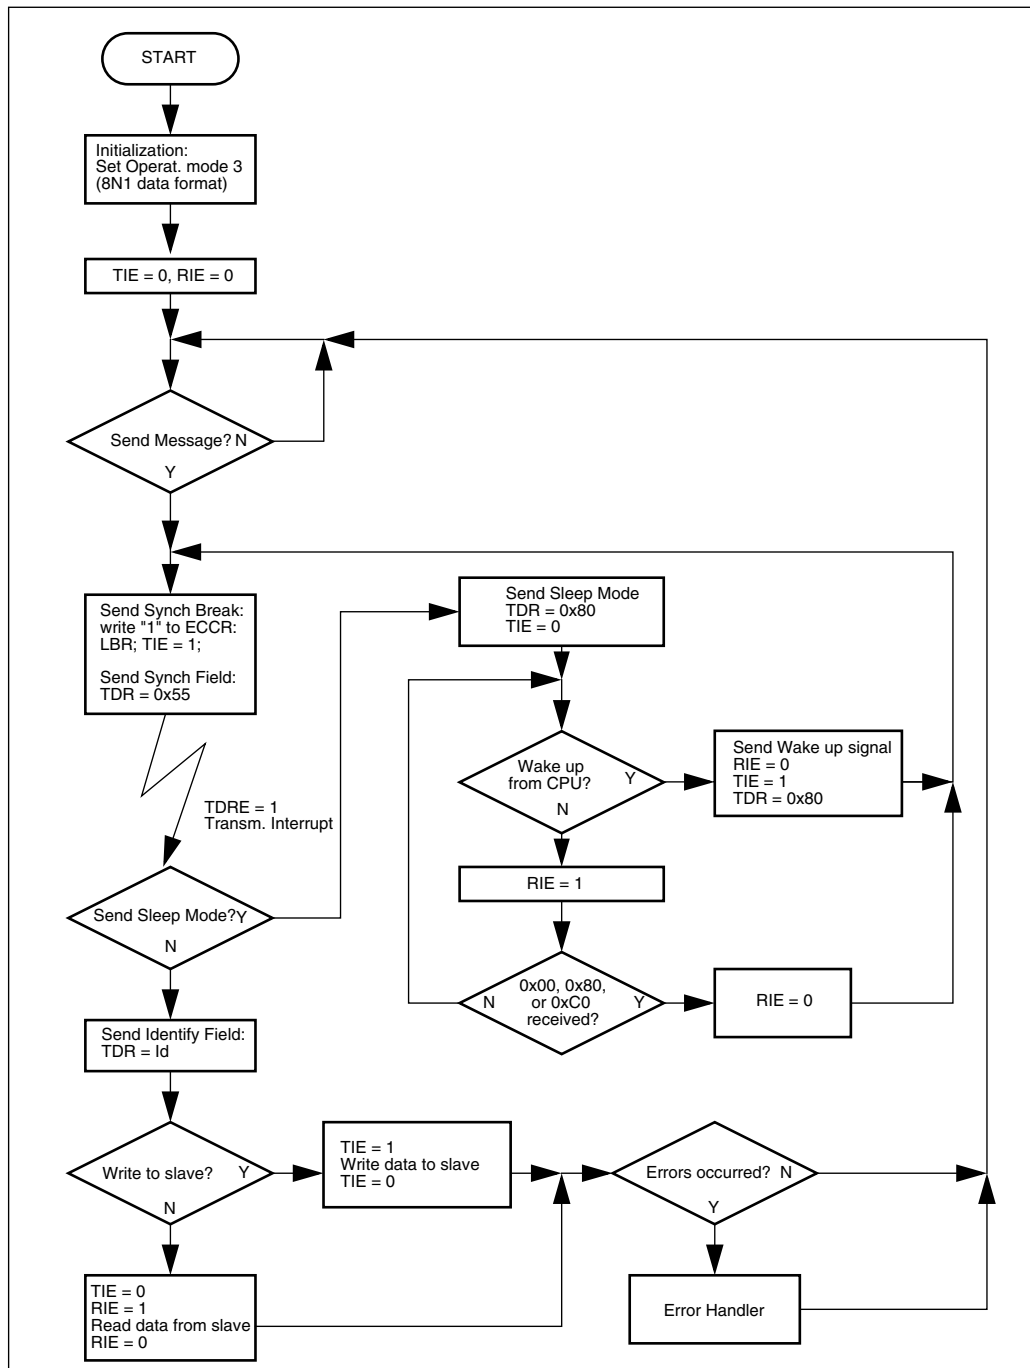 START
Initialization:
Set Operat. mode 3
(8N1 data format)
TIE = 0, RIE = 0
Send Message? N
Y
Send Synch Break:
write "1" to ECCR:
LBR; TIE = 1;
Send Synch Field:
TDR = 0x55
TDRE = 1
Transm. Interrupt
Send Sleep Mode? Y
N
Send Sleep Mode
TDR = 0x80
TIE = 0
Wake up
from CPU?
Y
N
Send Wake up signal
RIE = 0
TIE = 1
TDR = 0x80
RIE = 1
N
0x00, 0x80,
or 0xC0
received?
Y
RIE = 0
Send Identify Field:
TDR = Id
Write to slave?
Y
N
TIE = 1
Write data to slave
TIE = 0
Errors occurred? N
Y
TIE = 0
RIE = 1
Read data from slave
RIE = 0
Error Handler